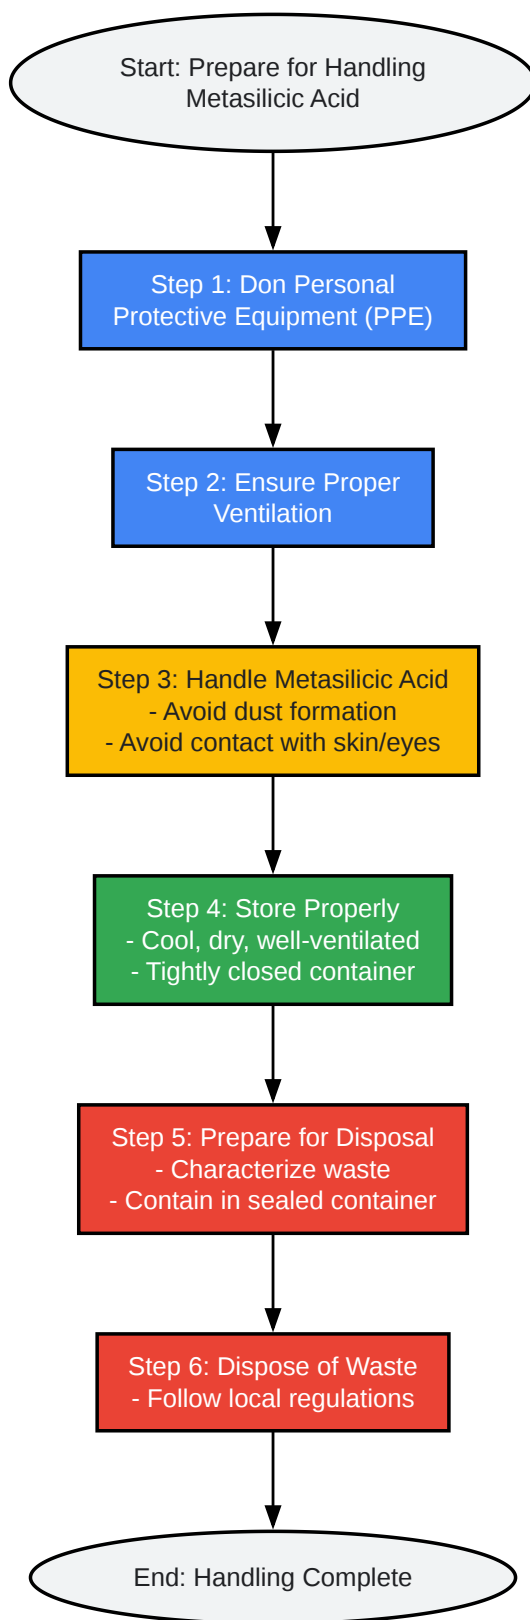 Start: Prepare for Handling
Metasilicic Acid
Step 1: Don Personal
Protective Equipment (PPE)
Step 2: Ensure Proper
Ventilation
Step 3: Handle Metasilicic Acid
- Avoid dust formation
- Avoid contact with skin/eyes
Step 4: Store Properly
- Cool, dry, well-ventilated
- Tightly closed container
Step 5: Prepare for Disposal
- Characterize waste
- Contain in sealed container
Step 6: Dispose of Waste
- Follow local regulations
End: Handling Complete